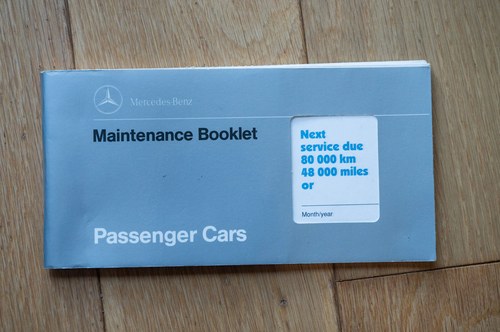 Mercedes-Benz
Maintenance Booklet
Next
service due
80 000 km
48 000 miles
or
Month/year
Passenger Cars